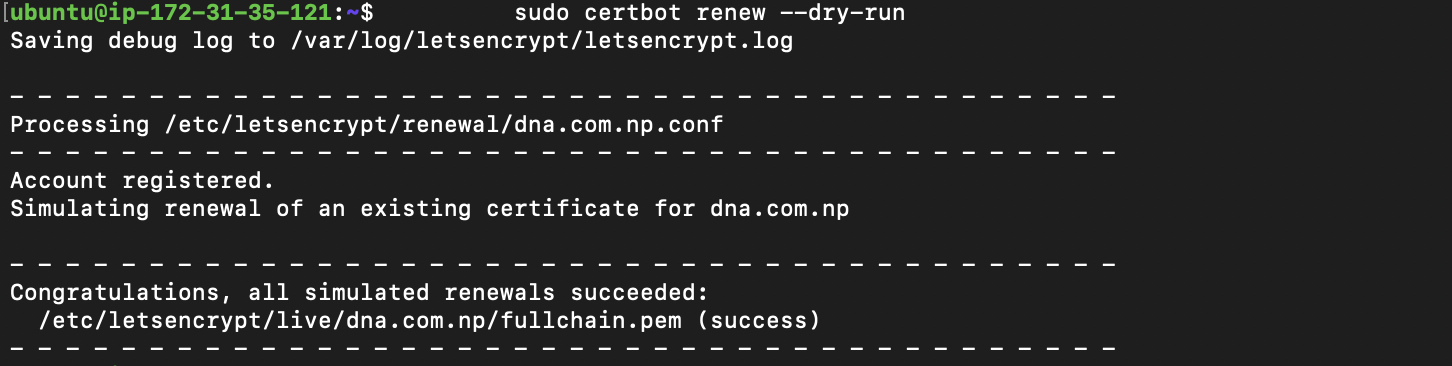 [ubuntu@ip-172-31-35-121:~$ sudo certbot renew --dry-run
Saving debug log to /var/log/letsencrypt/letsencrypt.log
- - - - - - - - - - - - - - - - - - - - - - - - - - - - - - - - - - - - - - - -
Processing /etc/letsencrypt/renewal/dna.com.np.conf
- - - - - - - - - - - - - - - - - - - - - - - - - - - - - - - - - - - - - - - -
Account registered.
Simulating renewal of an existing certificate for dna.com.np
- - - - - - - - - - - - - - - - - - - - - - - - - - - - - - - - - - - - - - - -
Congratulations, all simulated renewals succeeded:
  /etc/letsencrypt/live/dna.com.np/fullchain.pem (success)
- - - - - - - - - - - - - - - - - - - - - - - - - - - - - - - - - - - - - - - -